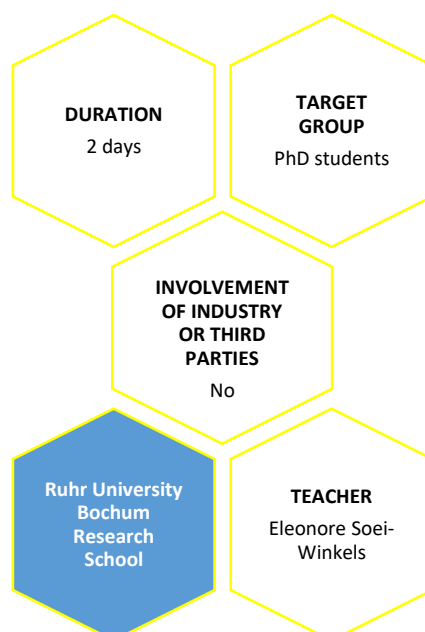 DURATION
2 days
TARGET
GROUP
PhD students
INVOLVEMENT
OF INDUSTRY
OR THIRD
PARTIES
No
Ruhr University
Bochum
Research
School
TEACHER
Eleonore Soei-
Winkels